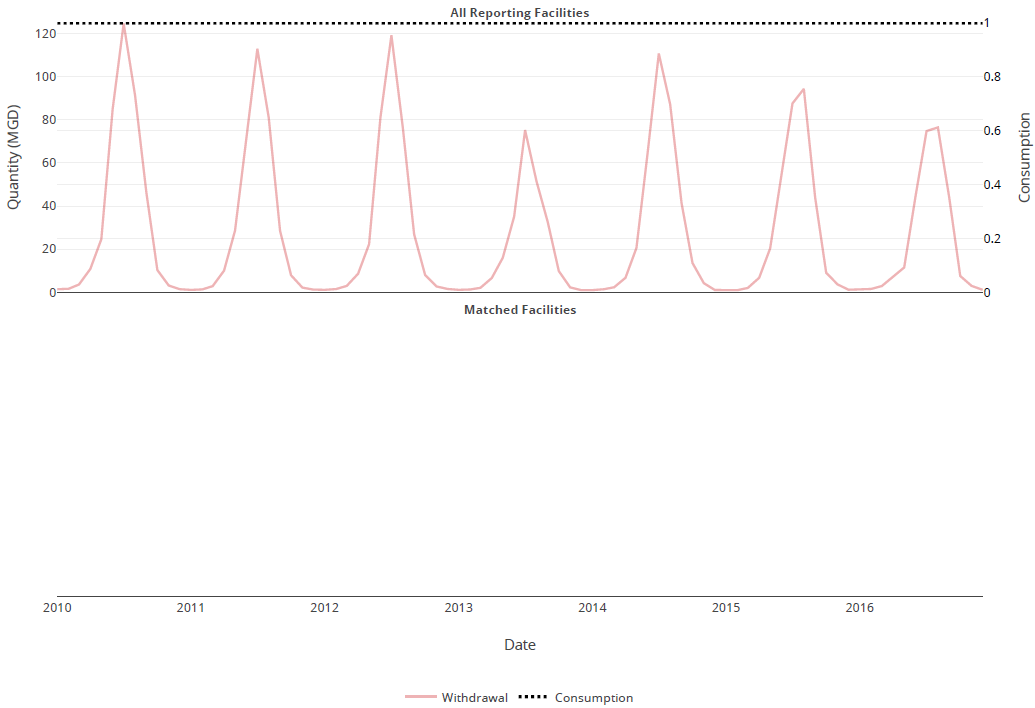 All Reporting Facilities
120
100
80
60
40
20
0
Quantity (MGD)
1
0.8
0.6
0.4
0.2
0
Consumption
Matched Facilities
2010 2011 2012 2013 2014 2015 2016
Date
Withdrawal Consumption